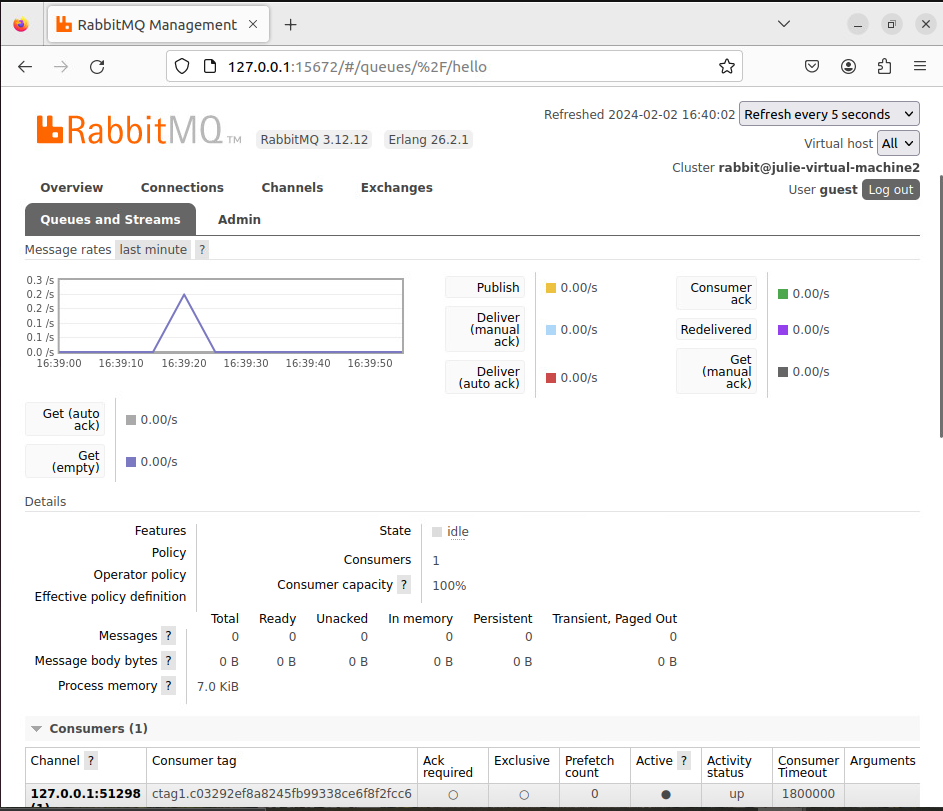 RabbitMQ Management
127.0.0.1:15672/#/queues/%2F/hello
RabbitMQ TM
RabbitMQ 3.12.12
Erlang 26.2.1
Refreshed 2024-02-02 16:40:02
Refresh every 5 seconds
Virtual host
All
Cluster rabbit@julie-virtual-machine2
User guest
Log out
Overview
Connections
Channels
Exchanges
Queues and Streams
Admin
Message rates last minute ?
0.3 /s
0.2 /s
0.2 /s
0.1 /s
0.1 /s
0.0 /s
16:39:00 16:39:10 16:39:20 16:39:30 16:39:40 16:39:50
Publish
0.00/s
Deliver
(manual
ack)
0.00/s
Deliver
(auto ack)
0.00/s
Consumer
ack
0.00/s
Redelivered
0.00/s
Get
(manual
ack)
0.00/s
Get (auto
ack)
0.00/s
Get
(empty)
0.00/s
Details
Features
Policy
Operator policy
Effective policy definition
State idle
Consumers 1
Consumer capacity ? 100%
Total Ready Unacked In memory Persistent Transient, Paged Out
Messages ? 0 0 0 0 0 0
Message body bytes ? 0 B 0 B 0 B 0 B 0 B 0 B
Process memory ? 7.0 KiB
Consumers (1)
Channel ?
Consumer tag
Ack
required
Exclusive
Prefetch
count
Active ?
Activity
status
Consumer
Timeout
Arguments
127.0.0.1:51298 ctag1.c03292ef8a8245fb99338ce6f8f2fcc6 0 up 1800000
(1)